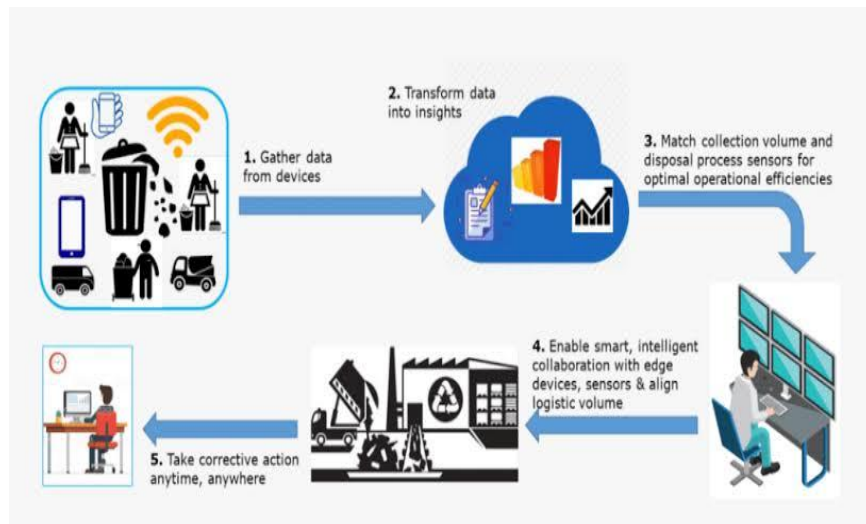 1. Gather data
from devices
2. Transform data
into insights
3. Match collection volume and
disposal process sensors for
optimal operational efficiencies
4. Enable smart, intelligent
collaboration with edge
devices, sensors & align
logistic volume
5. Take corrective action
anytime, anywhere